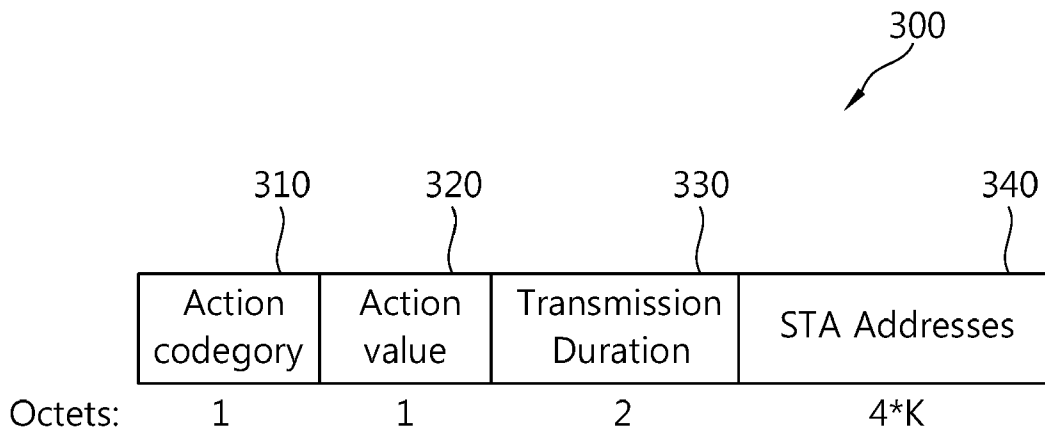 300
310 320 330 340
Action codegory Action value Transmission Duration STA Addresses
Octets: 1 1 2 4*K